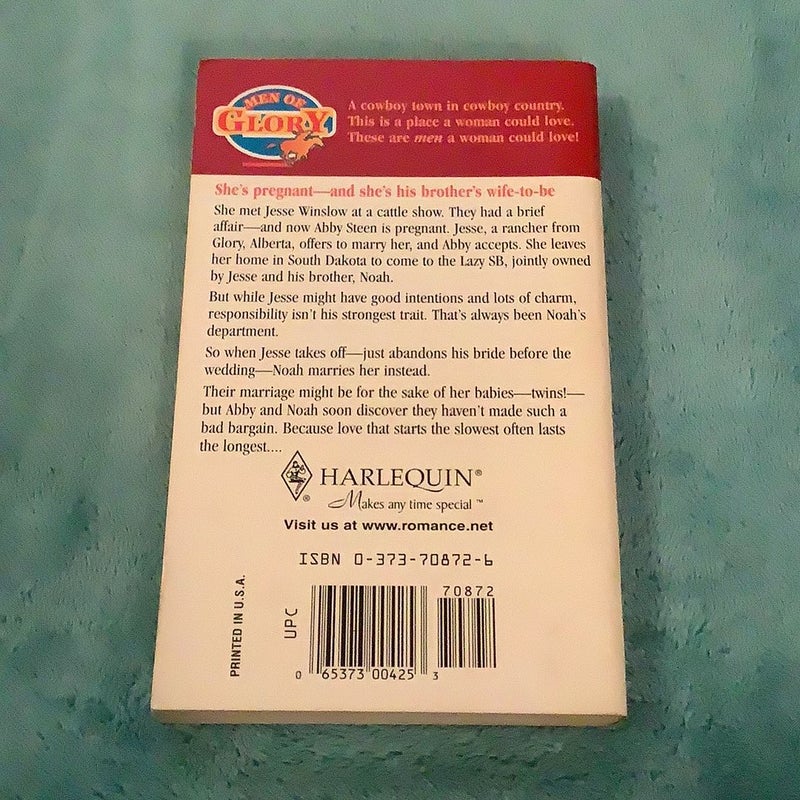 MEN OF
GLORY
A cowboy town in cowboy country.
This is a place a woman could love.
These are men a woman could love!
She's pregnant—and she's his brother's wife-to-be
She met Jesse Winslow at a cattle show. They had a brief
affair—and now Abby Steen is pregnant. Jesse, a rancher from
Glory, Alberta, offers to marry her, and Abby accepts. She leaves
her home in South Dakota to come to the Lazy SB, jointly owned
by Jesse and his brother, Noah.
But while Jesse might have good intentions and lots of charm,
responsibility isn't his strongest trait. That's always been Noah's
department.
So when Jesse takes off—just abandons his bride before the
wedding—Noah marries her instead.
Their marriage might be for the sake of her babies—twins!—
but Abby and Noah soon discover they haven't made such a
bad bargain. Because love that starts the slowest often lasts
the longest....
HARLEQUIN®
®
Makes any time special ™
Visit us at www.romance.net
ISBN 0-373-70872-6
PRINTED IN U.S.A.
UPC
70872
0 65373 00425 3